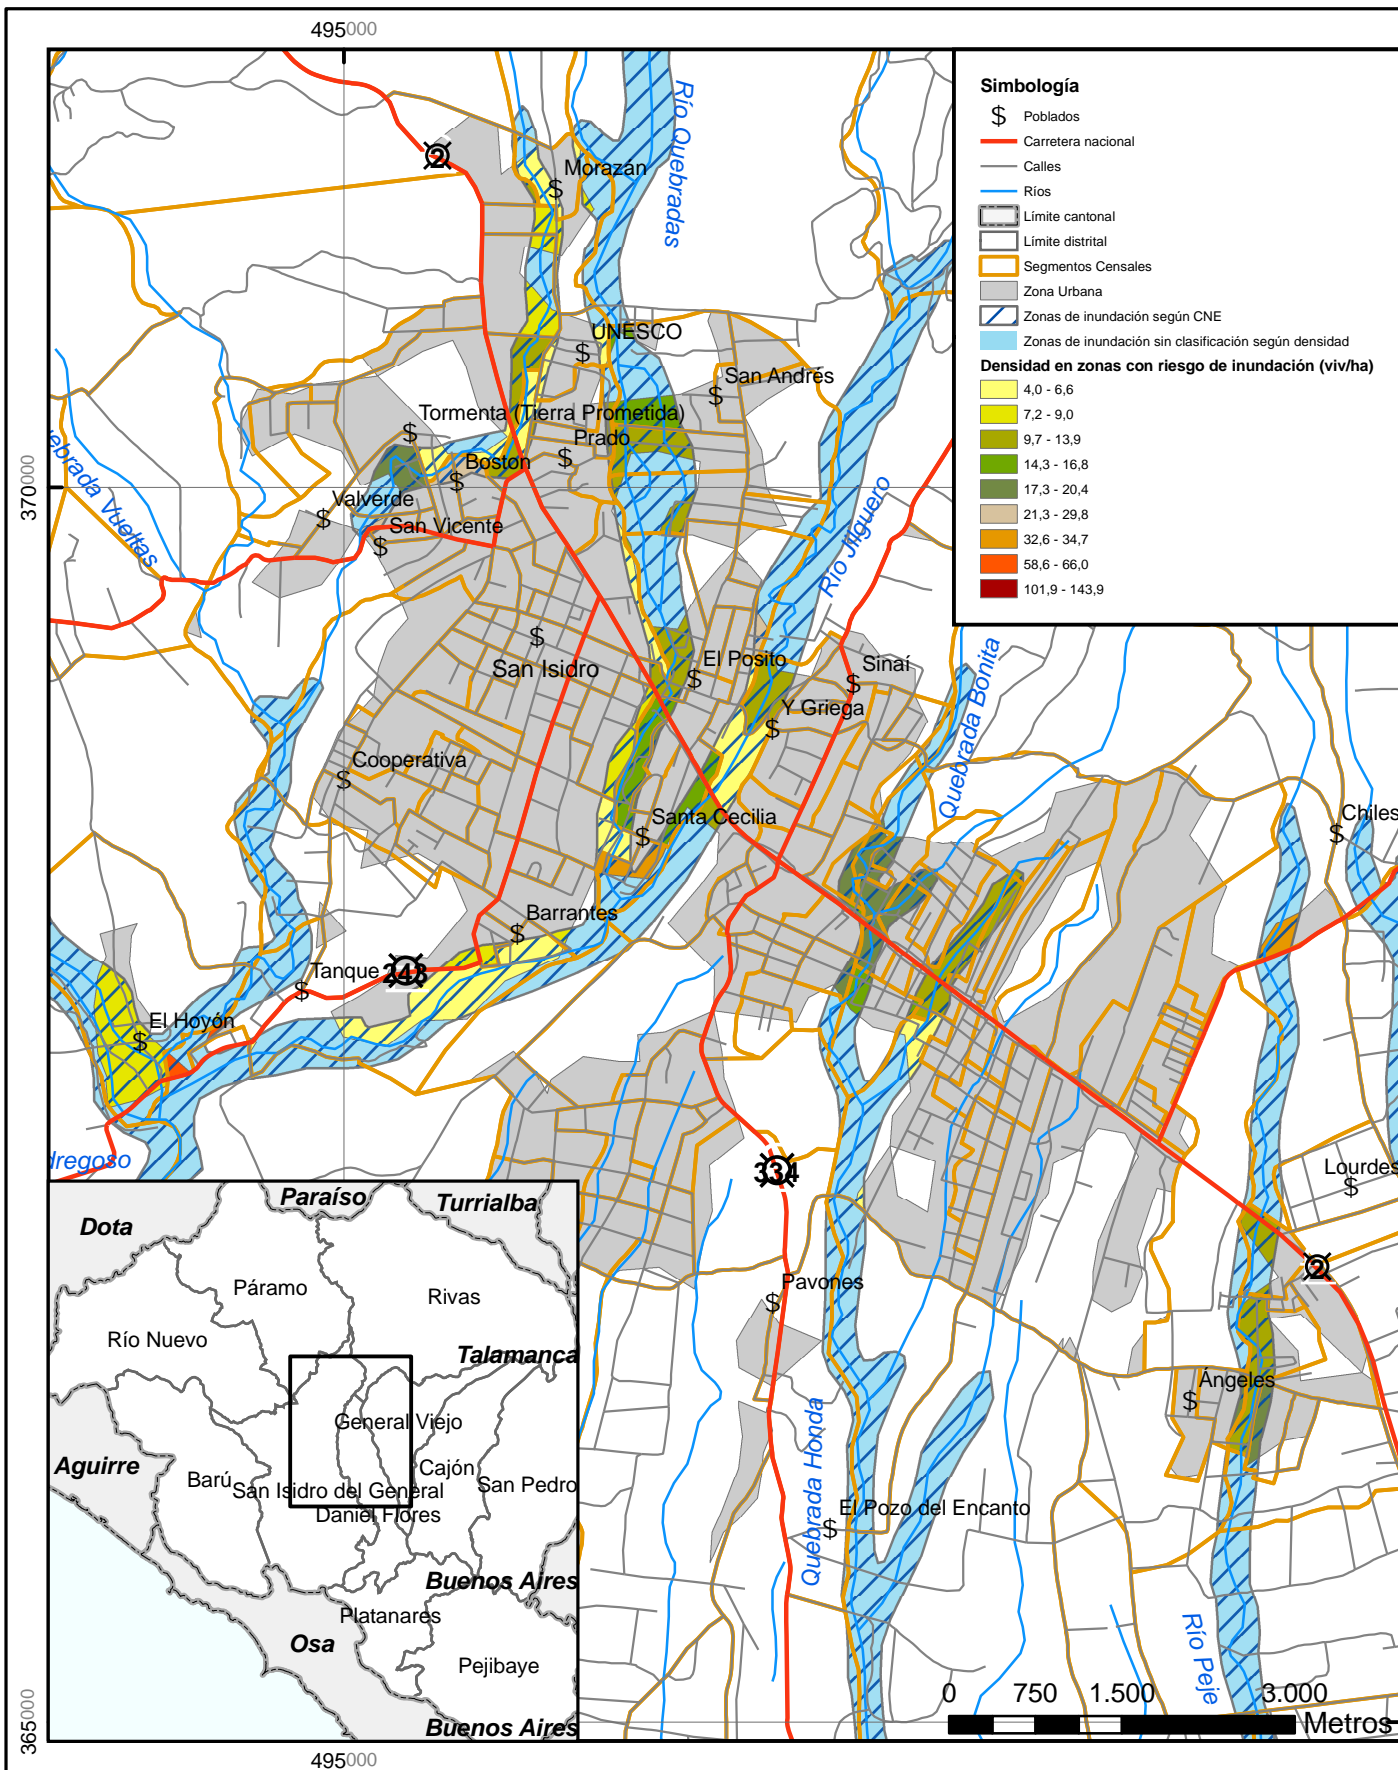 495000
Simbología
$ Poblados
Carretera nacional
Calles
Ríos
Límite cantonal
Límite distrital
Segmentos Censales
Zona Urbana
Zonas de inundación según CNE
Zonas de inundación sin clasificación según densidad
Densidad en zonas con riesgo de inundación (viv/ha)
4,0 - 6,6
7,2 - 9,0
9,7 - 13,9
14,3 - 16,8
17,3 - 20,4
21,3 - 29,8
32,6 - 34,7
58,6 - 66,0
101,9 - 143,9
Río Quebradas
2
Morazán
$
UNESCO
$
San Andrés
$
Tormenta (Tierra Prometida)
$
Prado
$
Boston
$
370000
Valverde
$
San Vicente
$
uebrada Vueltas
Río Jilguero
$
San Isidro
El Posito
$
Sinaí
$
Y Griega
$
Quebrada Bonita
Cooperativa
$
Santa Cecilia
$
Chiles
$
Barrantes
$
Tanque
$
243
El Hoyón
$
dregoso
334
Lourdes
$
2
Pavones
$
Ángeles
$
Quebrada Honda
El Pozo del Encanto
$
Río Peje
Paraíso
Turrialba
Dota
Páramo
Rivas
Río Nuevo
Talamanca
General Viejo
Aguirre
Barú
Cajón
San Isidro del General
San Pedro
Daniel Flores
Buenos Aires
Platanares
Osa
Pejibaye
Buenos Aires
0 750 1.500 3.000
Metros
365000
495000